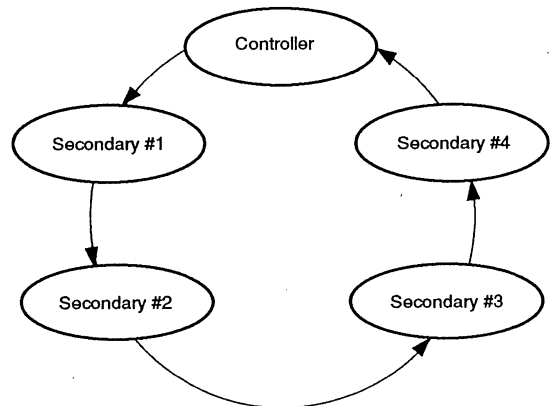 Controller
Secondary #1
Secondary #4
Secondary #2
Secondary #3